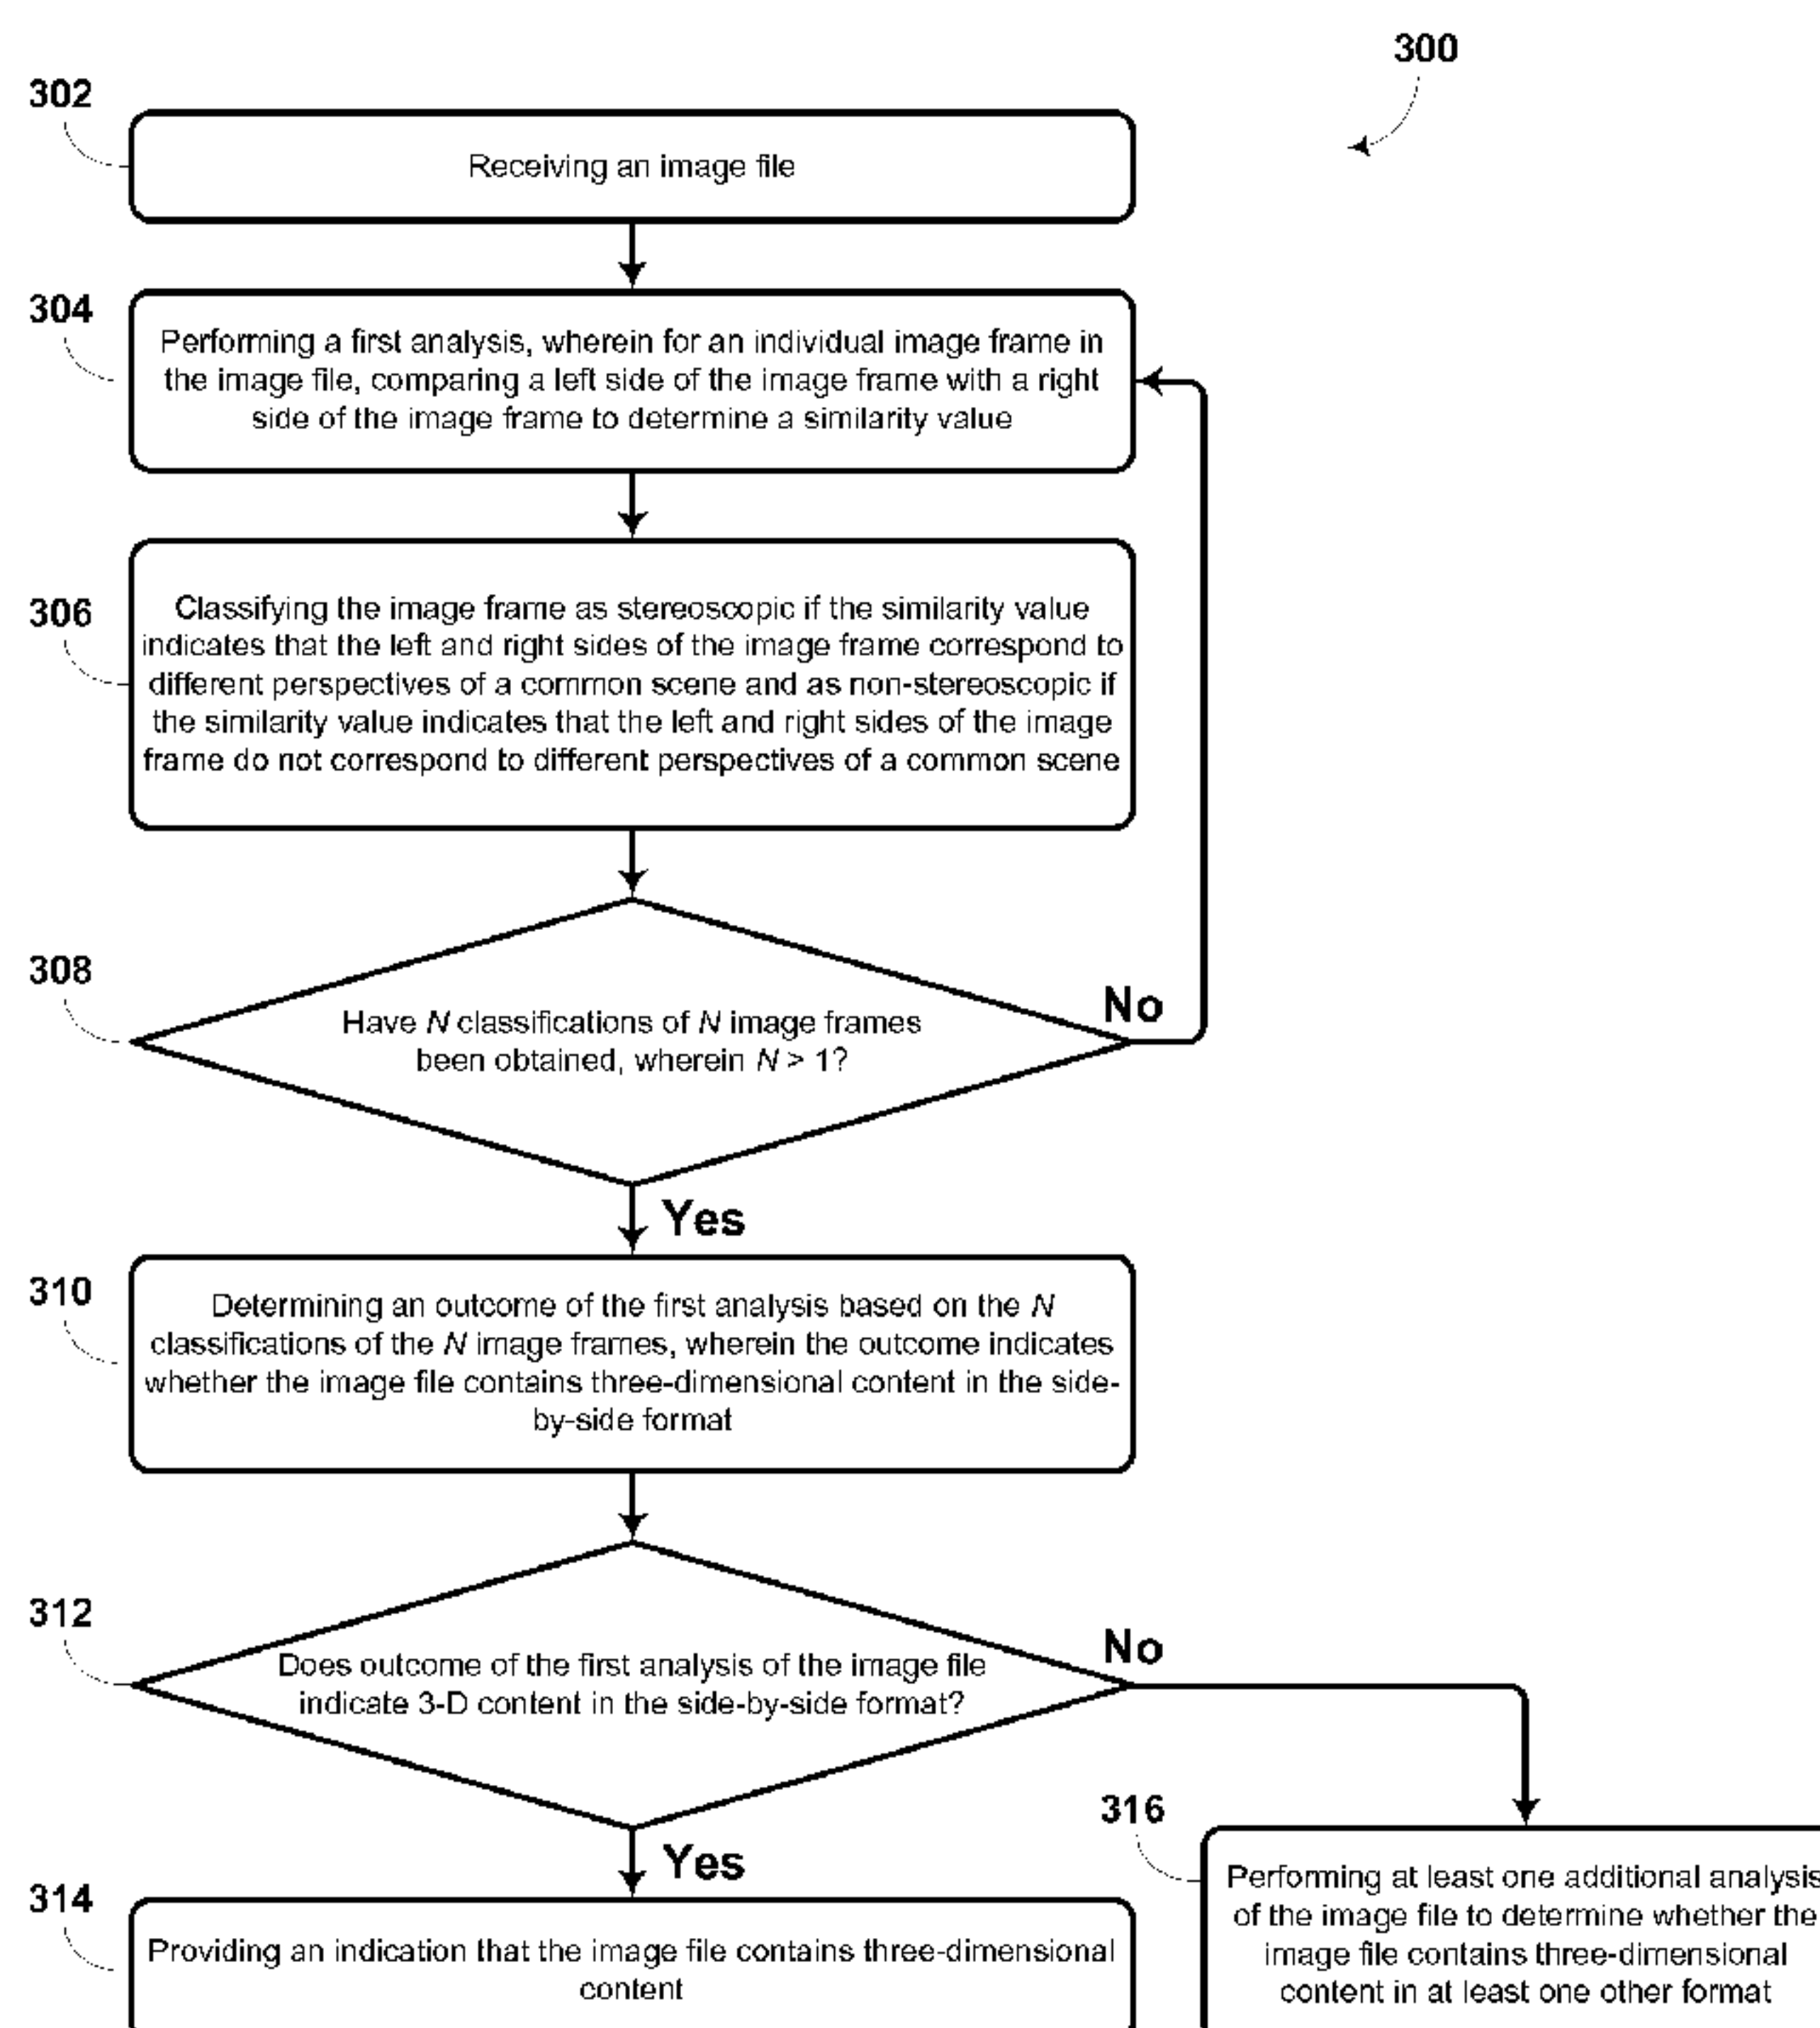 300
302
Receiving an image file
304
Performing a first analysis, wherein for an individual image frame in
the image file, comparing a left side of the image frame with a right
side of the image frame to determine a similarity value
306
Classifying the image frame as stereoscopic if the similarity value
indicates that the left and right sides of the image frame correspond to
different perspectives of a common scene and as non-stereoscopic if
the similarity value indicates that the left and right sides of the image
frame do not correspond to different perspectives of a common scene
308
Have N classifications of N image frames
been obtained, wherein N > 1?
No
Yes
310
Determining an outcome of the first analysis based on the N
classifications of the N image frames, wherein the outcome indicates
whether the image file contains three-dimensional content in the side-
by-side format
312
Does outcome of the first analysis of the image file
indicate 3-D content in the side-by-side format?
No
Yes
314
Providing an indication that the image file contains three-dimensional
content
316
Performing at least one additional analysis
of the image file to determine whether the
image file contains three-dimensional
content in at least one other format